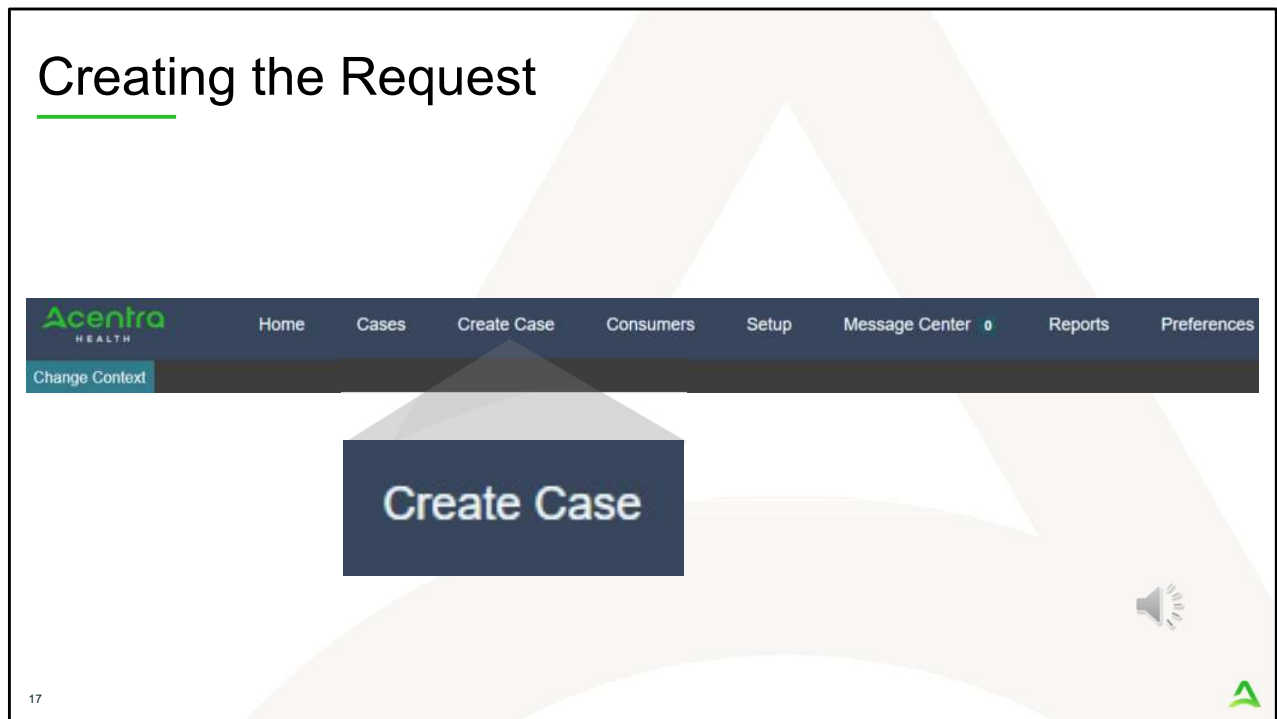 Creating the Request
Acentra
HEALTH
Home Cases Create Case Consumers Setup Message Center 0 Reports Preferences
Change Context
Create Case
17